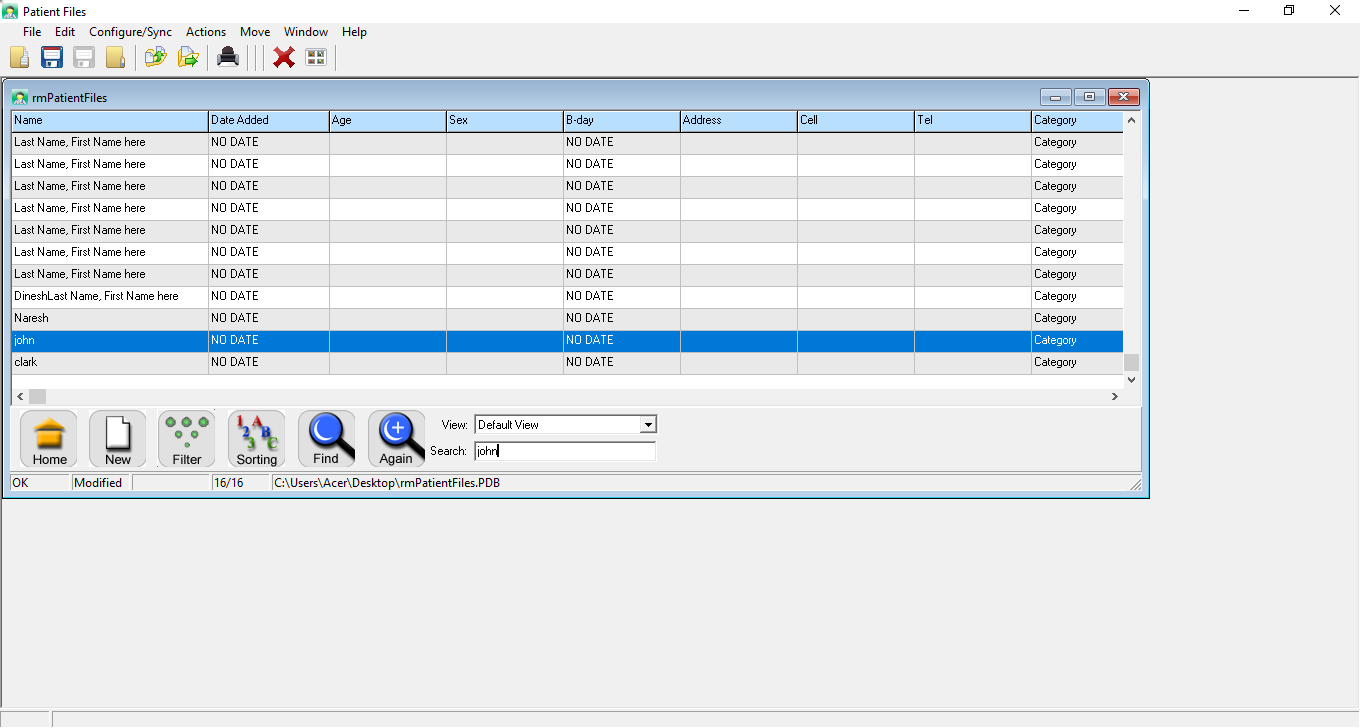 Patient Files
File Edit Configure/Sync Actions Move Window Help
rmPatientFiles
Name Date Added Age Sex B-day Address Cell Tel Category
Last Name, First Name here NO DATE NO DATE Category
Last Name, First Name here NO DATE NO DATE Category
Last Name, First Name here NO DATE NO DATE Category
Last Name, First Name here NO DATE NO DATE Category
Last Name, First Name here NO DATE NO DATE Category
Last Name, First Name here NO DATE NO DATE Category
Last Name, First Name here NO DATE NO DATE Category
DineshLast Name, First Name here NO DATE NO DATE Category
Naresh NO DATE NO DATE Category
john NO DATE NO DATE Category
clark NO DATE NO DATE Category
View: Default View
Search: john
Home New Filter Sorting Find Again
OK Modified 16/16 C:\Users\Acer\Desktop\rmPatientFiles.PDB